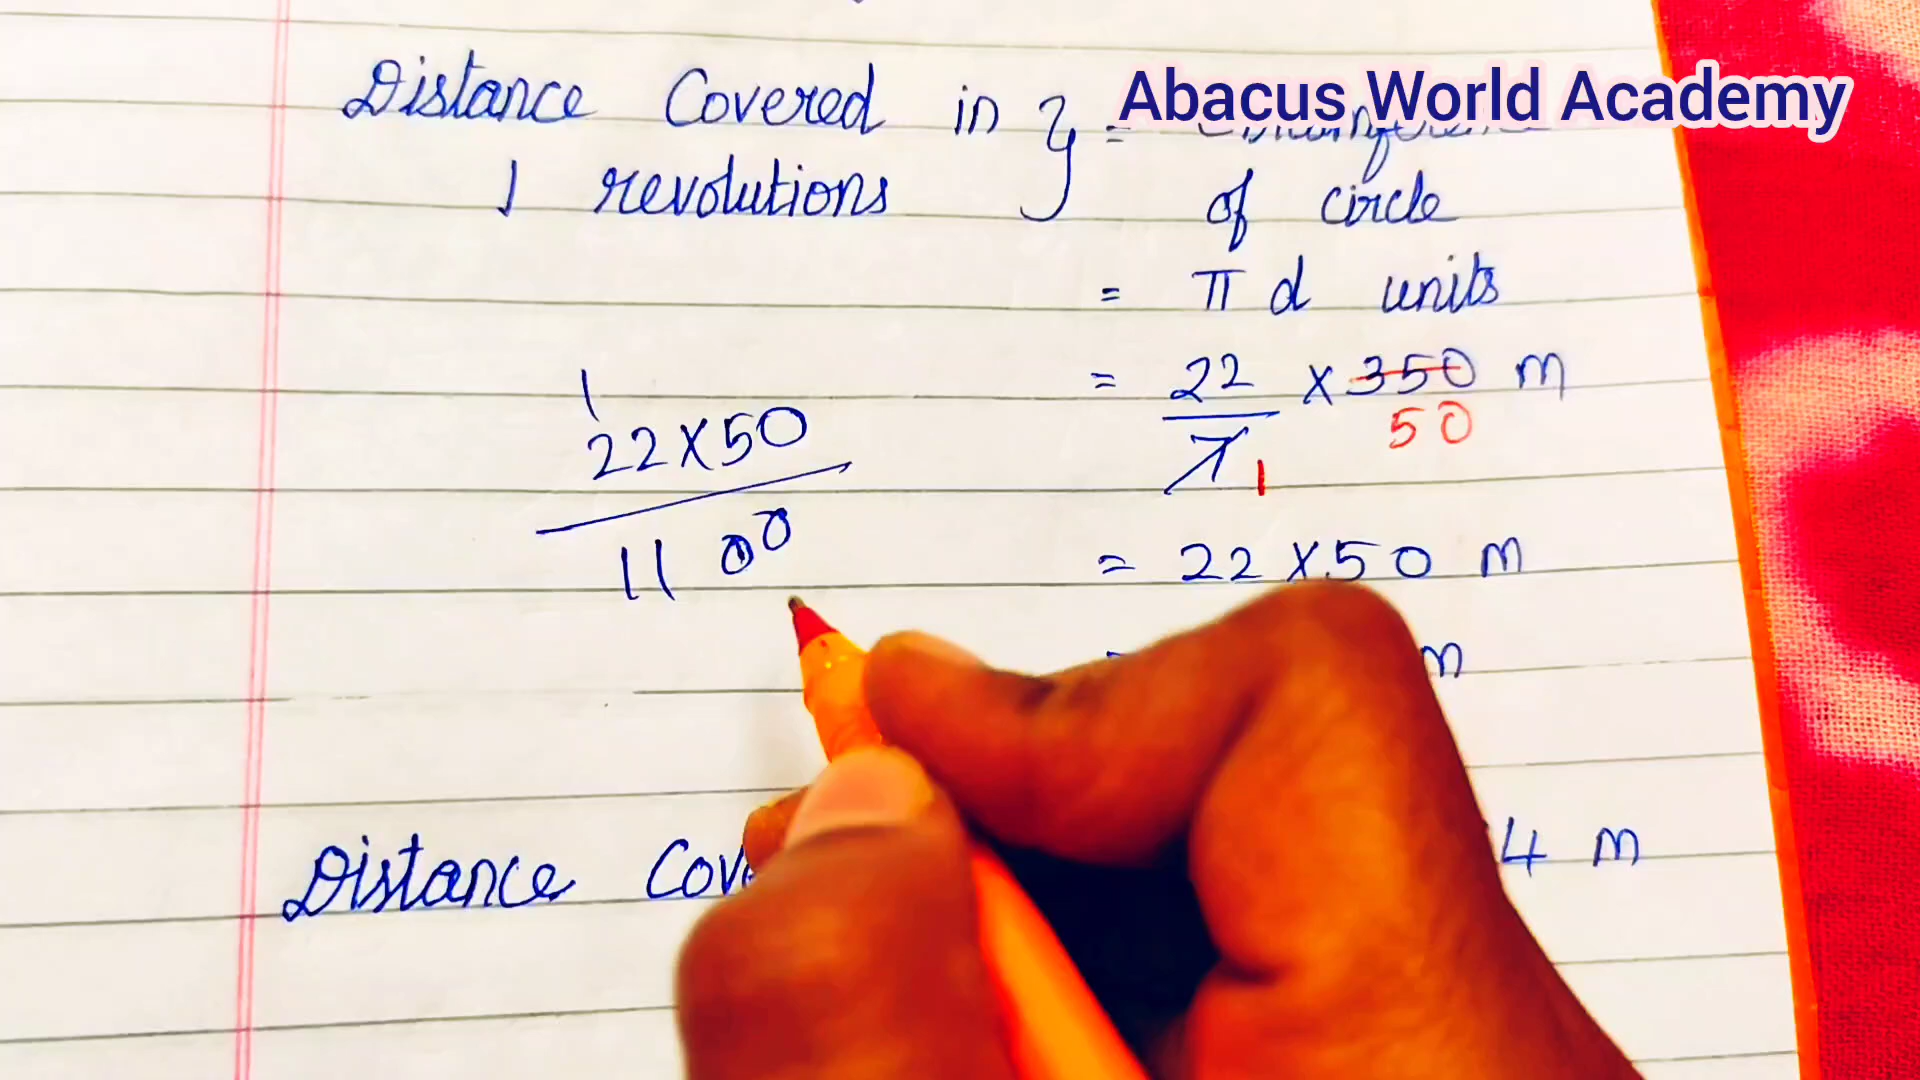 Abacus World Academy
Distance Covered in } =
1 revolutions
of circle
= π d units
= 22/7 × 350 m
50
1
1
22×50
1100
= 22 × 50 m
m
Distance
4 m